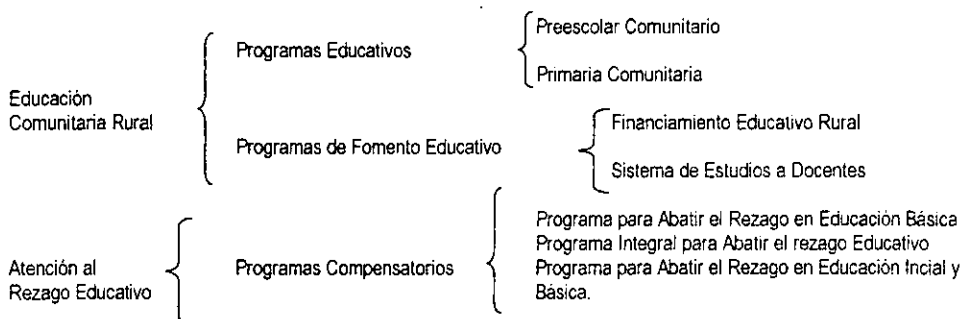 Educación
Comunitaria Rural
Programas Educativos
Preescolar Comunitario
Primaria Comunitaria
Programas de Fomento Educativo
Financiamiento Educativo Rural
Sistema de Estudios a Docentes
Atención al
Rezago Educativo
Programas Compensatorios
Programa para Abatir el Rezago en Educación Básica
Programa Integral para Abatir el rezago Educativo
Programa para Abatir el Rezago en Educación Incial y
Básica.